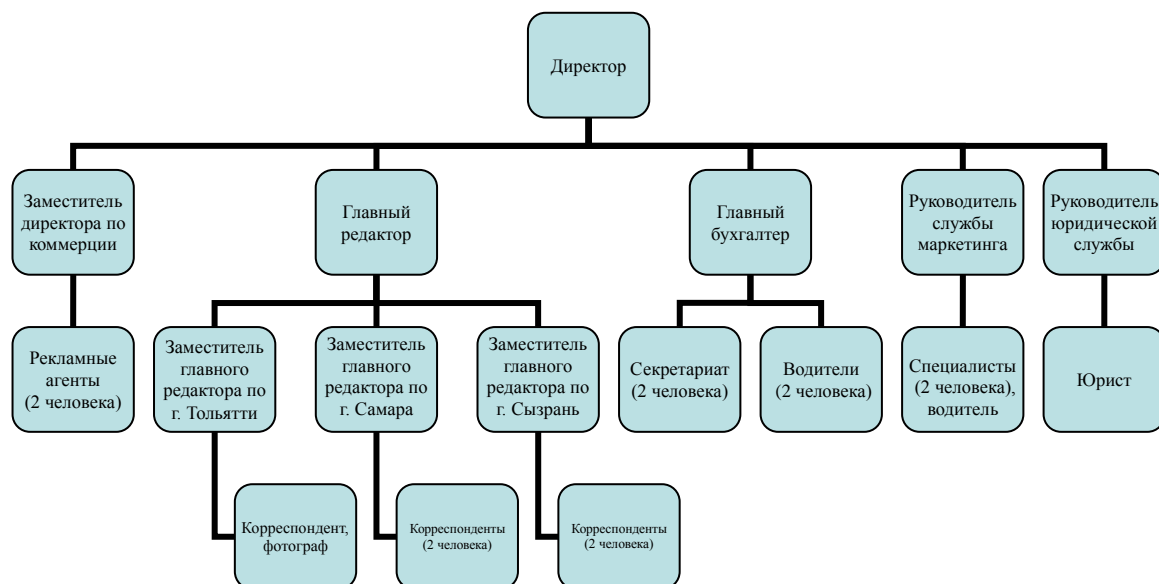 Директор
Заместитель
директора по
коммерции
Главный
редактор
Главный
бухгалтер
Руководитель
службы
маркетинга
Руководитель
юридической
службы
Рекламные
агенты
(2 человека)
Заместитель
главного
редактора по
г. Тольятти
Заместитель
главного
редактора по
г. Самара
Заместитель
главного
редактора по
г. Сызрань
Секретариат
(2 человека)
Водители
(2 человека)
Специалисты
(2 человека),
водитель
Юрист
Корреспондент,
фотограф
Корреспонденты
(2 человека)
Корреспонденты
(2 человека)